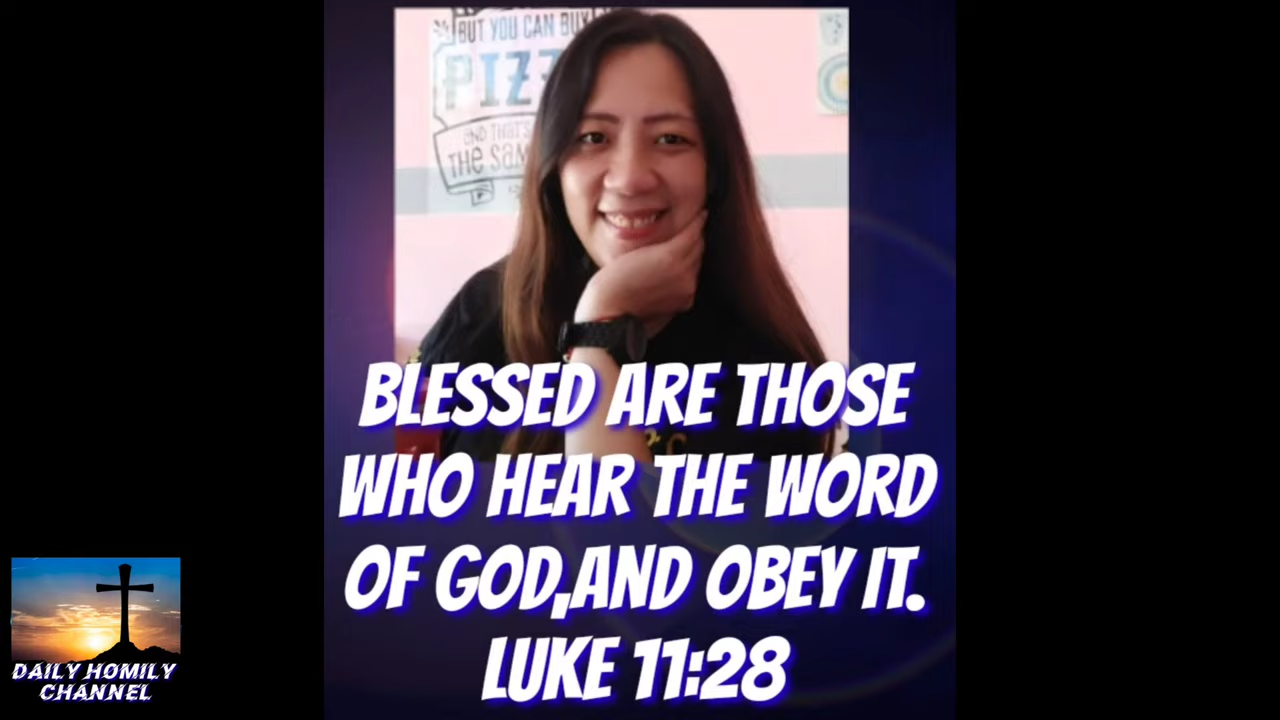 BUT YOU CAN BUY
PIZZ
AND THAT'S
THE SAM
BLESSED ARE THOSE
WHO HEAR THE WORD
OF GOD,AND OBEY IT.
LUKE 11:28
DAILY HOMILY
CHANNEL